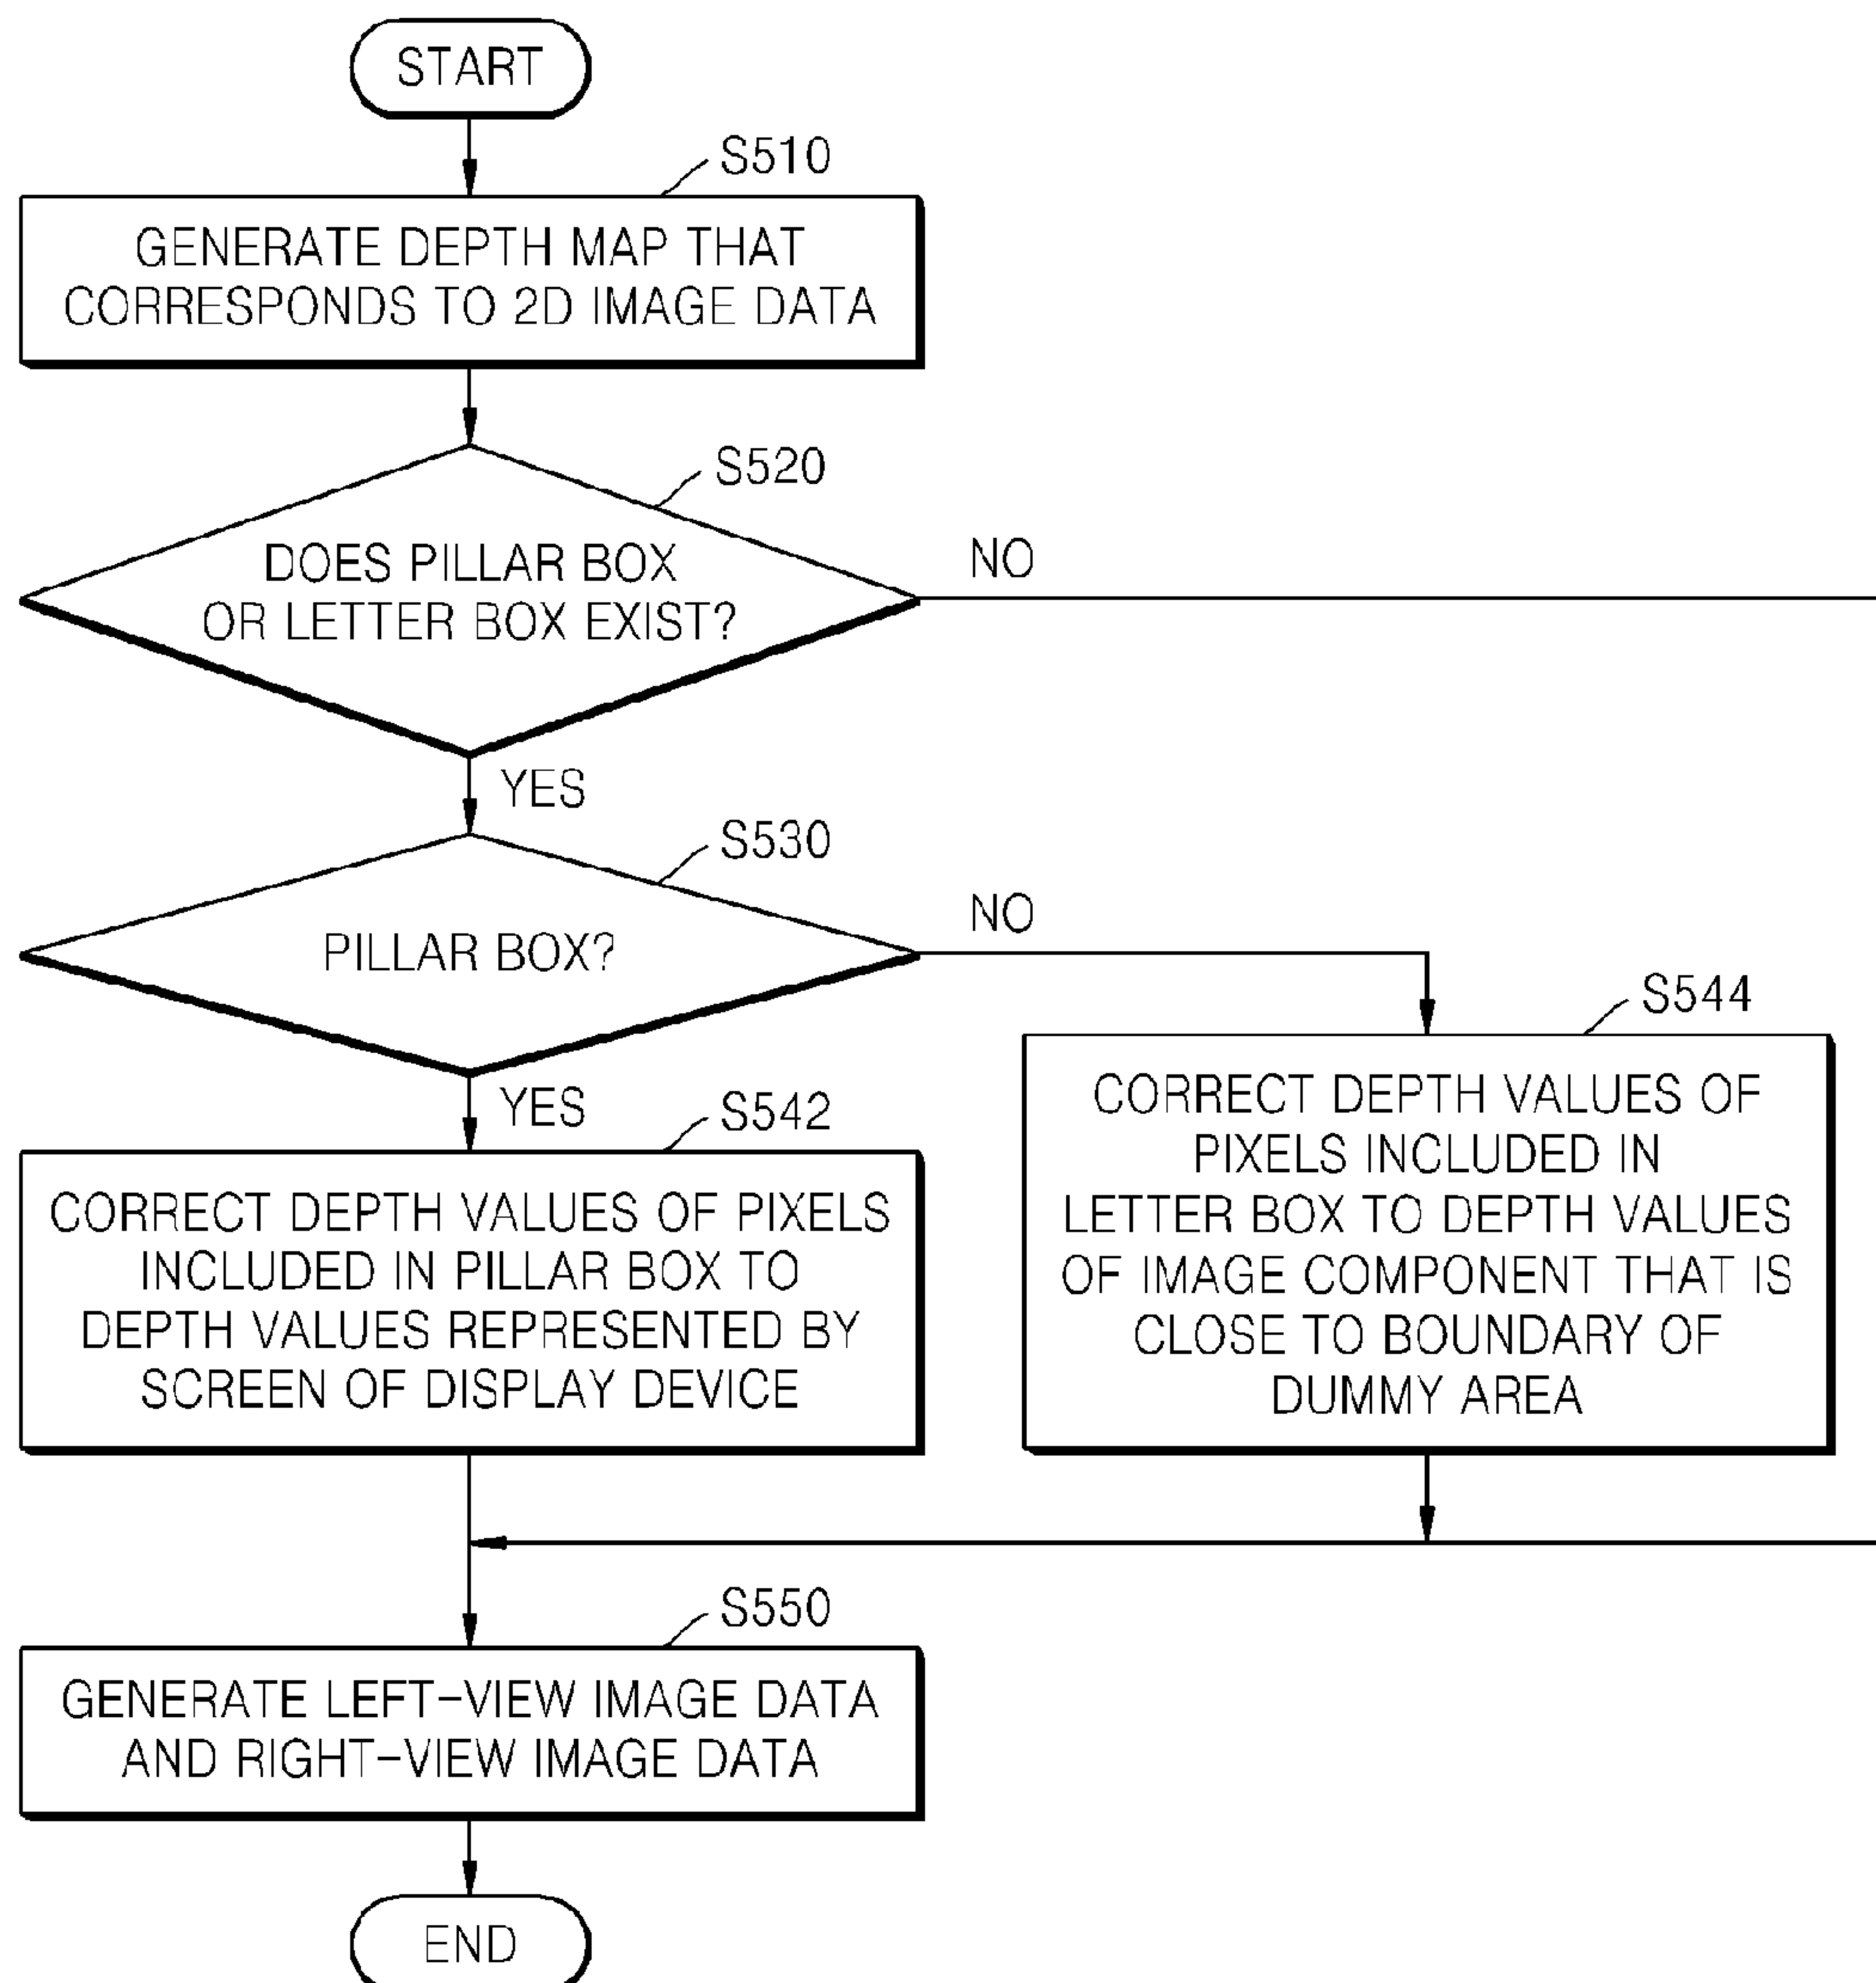 START
S510
GENERATE DEPTH MAP THAT
CORRESPONDS TO 2D IMAGE DATA
S520
DOES PILLAR BOX
OR LETTER BOX EXIST?
NO
YES
S530
PILLAR BOX?
NO
YES
S542
CORRECT DEPTH VALUES OF PIXELS
INCLUDED IN PILLAR BOX TO
DEPTH VALUES REPRESENTED BY
SCREEN OF DISPLAY DEVICE
S544
CORRECT DEPTH VALUES OF
PIXELS INCLUDED IN
LETTER BOX TO DEPTH VALUES
OF IMAGE COMPONENT THAT IS
CLOSE TO BOUNDARY OF
DUMMY AREA
S550
GENERATE LEFT-VIEW IMAGE DATA
AND RIGHT-VIEW IMAGE DATA
END